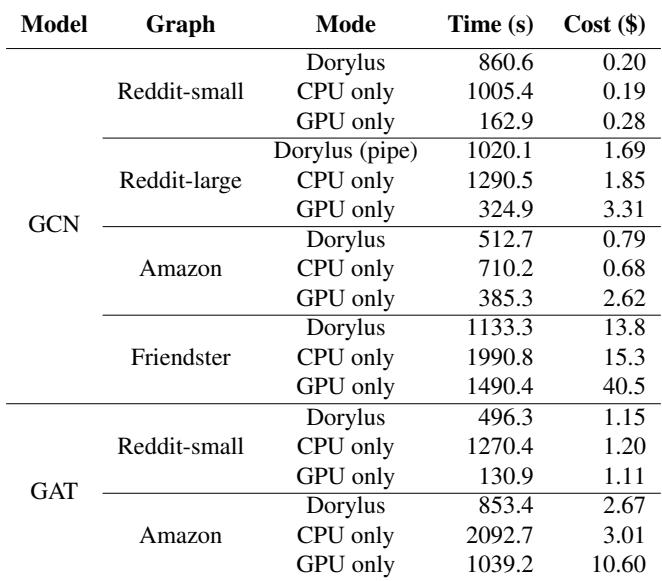 Model Graph Mode Time (s) Cost ($)
Dorylus 860.6 0.20
Reddit-small CPU only 1005.4 0.19
GPU only 162.9 0.28
Dorylus (pipe) 1020.1 1.69
Reddit-large CPU only 1290.5 1.85
GPU only 324.9 3.31
GCN
Dorylus 512.7 0.79
Amazon CPU only 710.2 0.68
GPU only 385.3 2.62
Dorylus 1133.3 13.8
Friendster CPU only 1990.8 15.3
GPU only 1490.4 40.5
Dorylus 496.3 1.15
Reddit-small CPU only 1270.4 1.20
GPU only 130.9 1.11
GAT
Dorylus 853.4 2.67
Amazon CPU only 2092.7 3.01
GPU only 1039.2 10.60